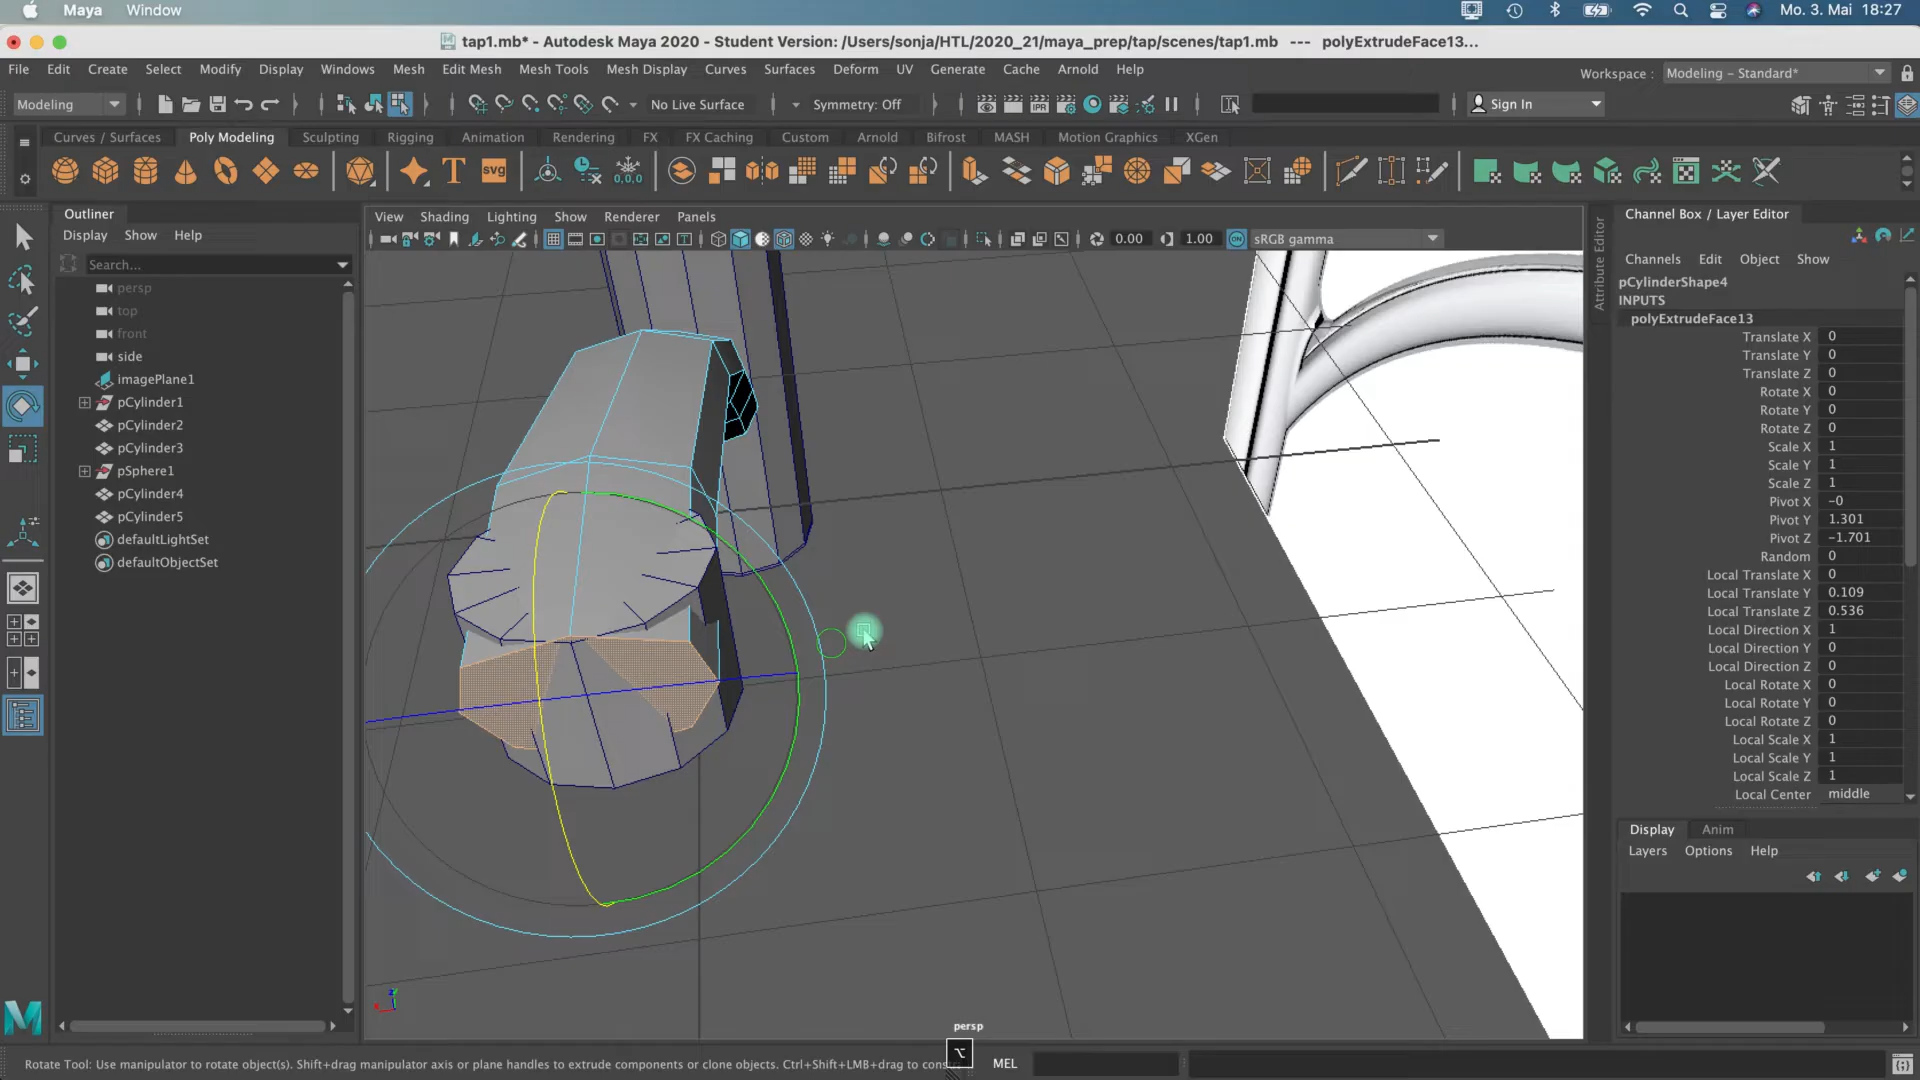 Maya Window Mo. 3. Mai 18:27
tap1.mb* - Autodesk Maya 2020 - Student Version: /Users/sonja/HTL/2020_21/maya_prep/tap/scenes/tap1.mb --- polyExtrudeFace13...
File Edit Create Select Modify Display Windows Mesh Edit Mesh Mesh Tools Mesh Display Curves Surfaces Deform UV Generate Cache Arnold Help
Workspace : Modeling - Standard*
Modeling No Live Surface Symmetry: Off Sign In
Curves / Surfaces Poly Modeling Sculpting Rigging Animation Rendering FX FX Caching Custom Arnold Bifrost MASH Motion Graphics XGen
T svg 0,0,0
IPR
Outliner
Display Show Help
Search...
persp
top
front
side
imagePlane1
pCylinder1
pCylinder2
pCylinder3
pSphere1
pCylinder4
pCylinder5
defaultLightSet
defaultObjectSet
View Shading Lighting Show Renderer Panels
0.00 1.00 ON sRGB gamma
persp
Attribute Editor
Channel Box / Layer Editor
Channels Edit Object Show
pCylinderShape4
INPUTS
polyExtrudeFace13
Translate X 0
Translate Y 0
Translate Z 0
Rotate X 0
Rotate Y 0
Rotate Z 0
Scale X 1
Scale Y 1
Scale Z 1
Pivot X -0
Pivot Y 1.301
Pivot Z -1.701
Random 0
Local Translate X 0
Local Translate Y 0.109
Local Translate Z 0.536
Local Direction X 1
Local Direction Y 0
Local Direction Z 0
Local Rotate X 0
Local Rotate Y 0
Local Rotate Z 0
Local Scale X 1
Local Scale Y 1
Local Scale Z 1
Local Center middle
Display Anim
Layers Options Help
Rotate Tool: Use manipulator to rotate object(s). Shift+drag manipulator axis or plane handles to extrude components or clone objects. Ctrl+Shift+LMB+drag to cons
⌥ MEL